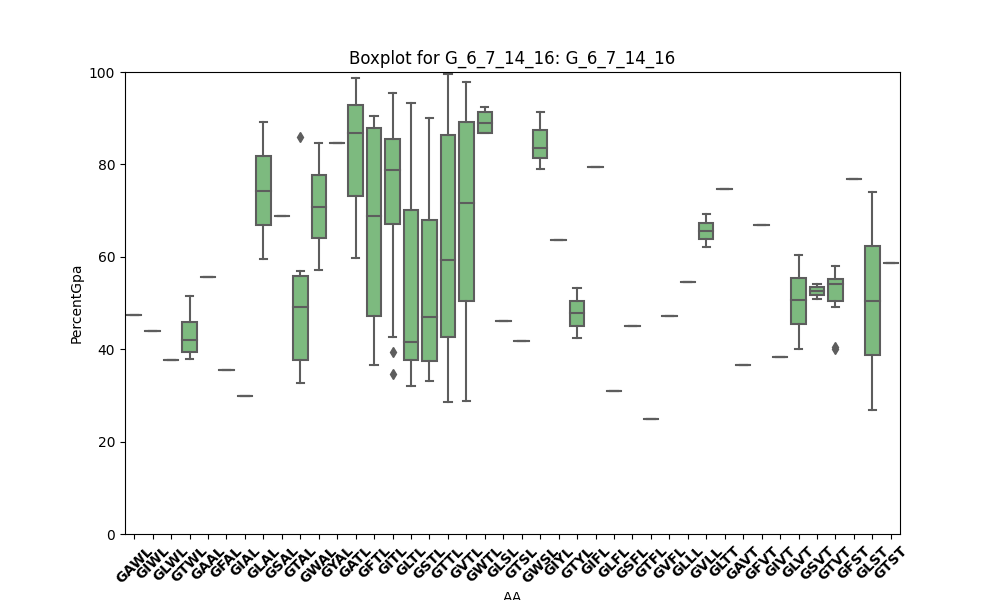 Boxplot for G_6_7_14_16: G_6_7_14_16
PercentGpa
100
80
60
40
20
0
GAWL
GIWL
GLWL
GTWL
GAAL
GFAL
GIAL
GLAL
GSAL
GTAL
GWAL
GYAL
GATL
GFTL
GITL
GLTL
GSTL
GTTL
GVTL
GWTL
GLSL
GTSL
GWSL
GIYL
GTYL
GIFL
GLFL
GSFL
GTFL
GVFL
GLLL
GVLL
GLTT
GAVT
GFVT
GIVT
GLVT
GSVT
GTVT
GFST
GLST
GTST
AA